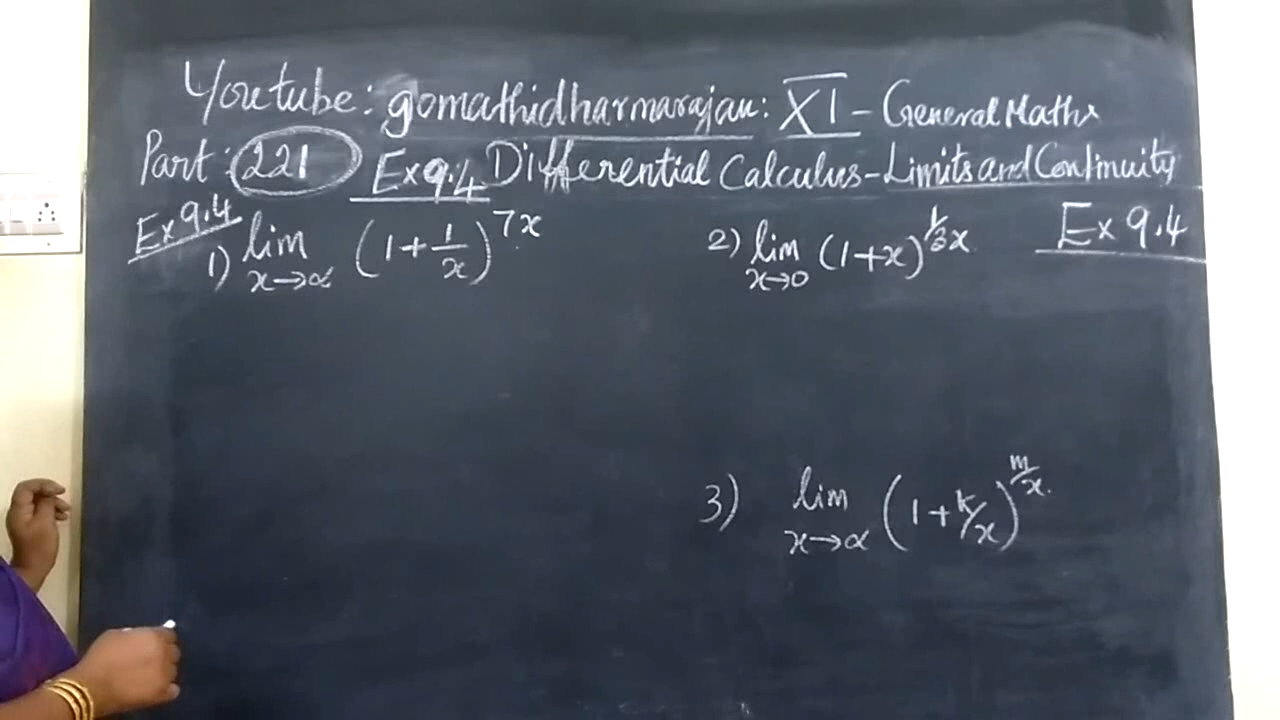 Youtube: gomathidharmarajan: XI - General Maths
Part: 221 Ex 9.4 Differential Calculus - Limits and Continuity
Ex 9.4
Ex 9.4
1) lim x→∝ (1+1/x)^7x
2) lim x→0 (1+x)^1/3x
3) lim x→∝ (1+k/x)^m/x